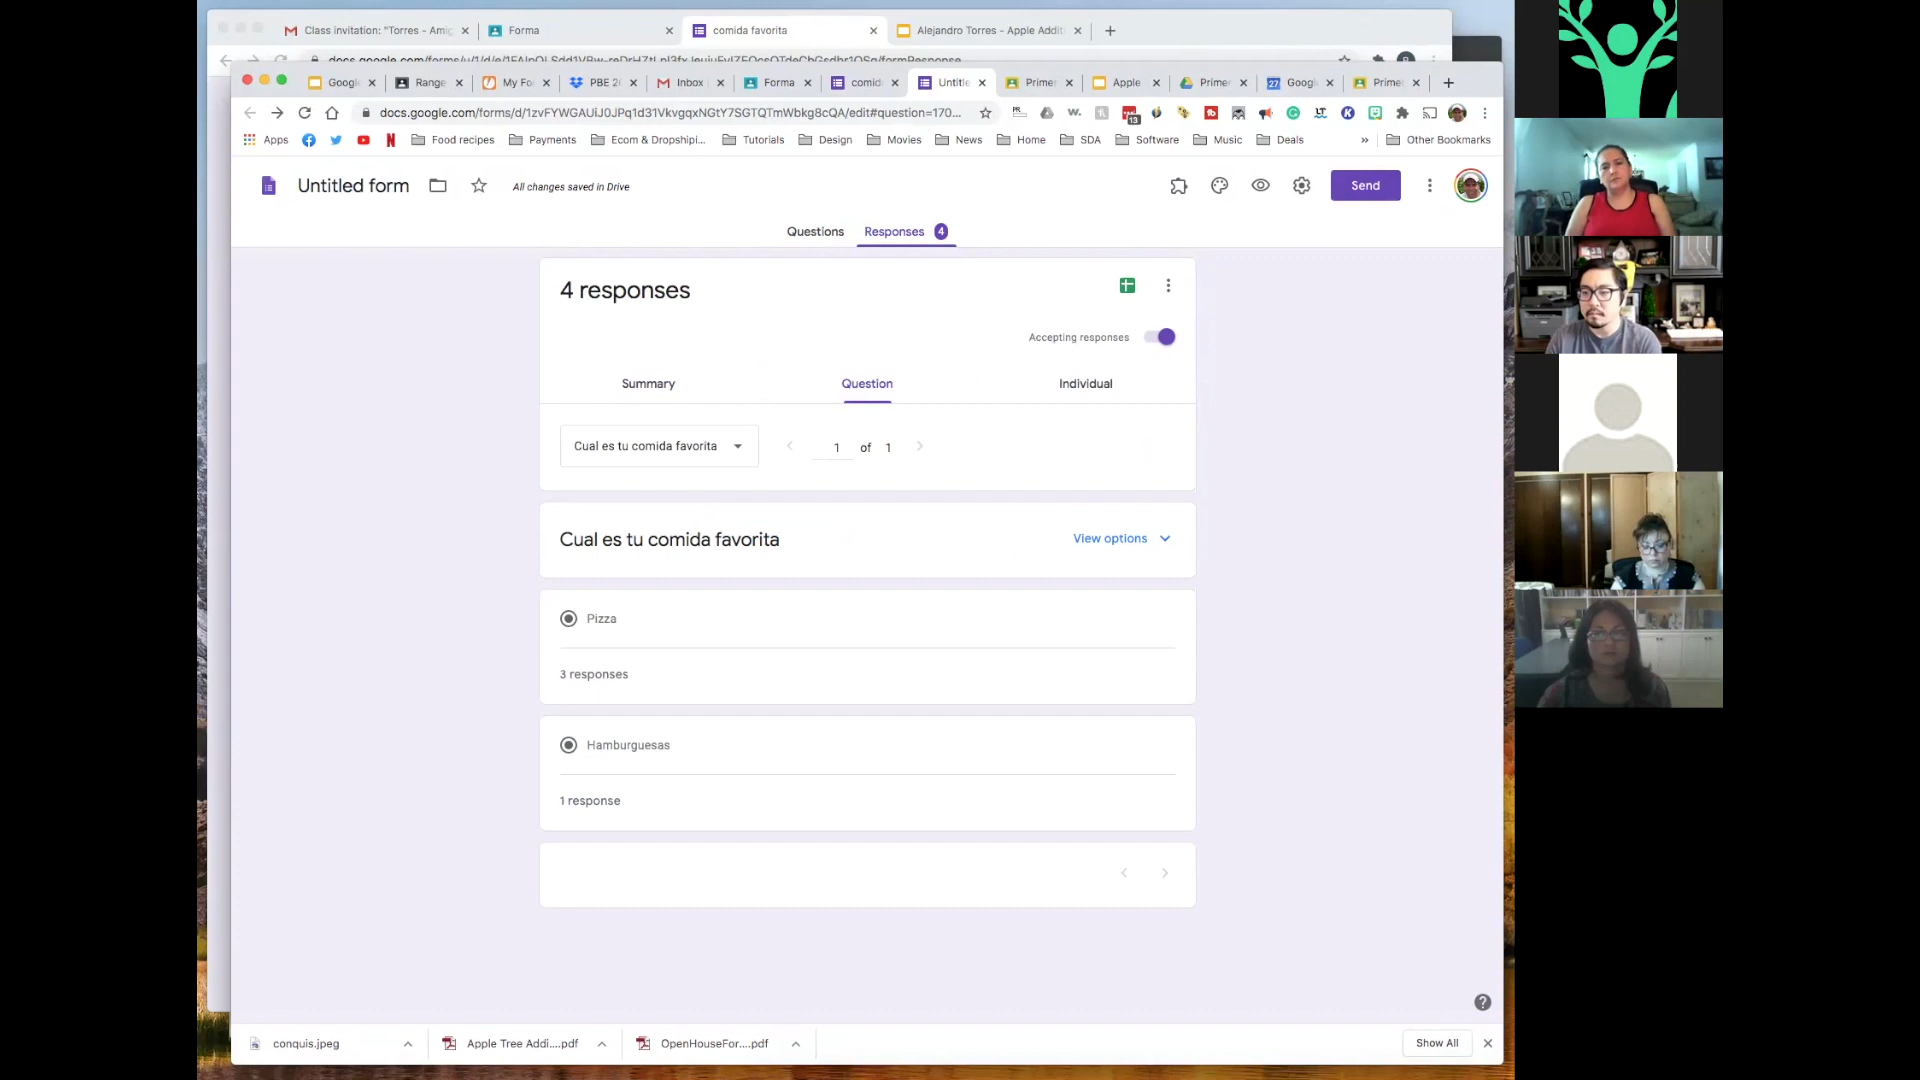 Class invitation: "Torres - Amig
Forma
comida favorita
Alejandro Torres - Apple Addit
Google
Range
My Fo
PBE 20
Inbox
Forma
comid
Untitle
Primer
Apple
Primer
Googl
Prime
docs.google.com/forms/d/1zvFYWGAUiJ0JPq1d31VkvgqxNGtY7SGTQTmWbkg8cQA/edit#question=170...
13
Apps
Food recipes
Payments
Ecom & Dropshipi...
Tutorials
Design
Movies
News
Home
SDA
Software
Music
Deals
»
Other Bookmarks
Untitled form
All changes saved in Drive
Send
Questions
Responses
4
4 responses
Accepting responses
Summary
Question
Individual
Cual es tu comida favorita
1 of 1
Cual es tu comida favorita
View options
Pizza
3 responses
Hamburguesas
1 response
conquis.jpeg
Apple Tree Addi....pdf
OpenHouseFor....pdf
Show All